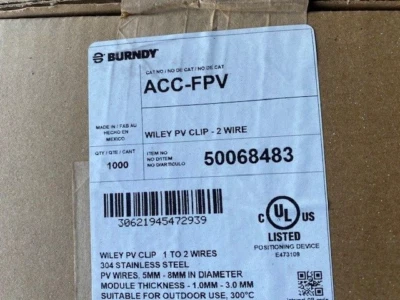 BURNDY
CAT NO / NO DE CAT / NO DE CAT
ACC-FPV
MADE IN / FAB AU
HECHO EN
MEXICO
WILEY PV CLIP - 2 WIRE
QTY / QTE / CANT
1000
ITEM NO
NO D'ITEM
NO D'ARTICULO
50068483
30621945472939
C UL US
LISTED
POSITIONING DEVICE
E473109
WILEY PV CLIP 1 TO 2 WIRES
304 STAINLESS STEEL
PV WIRES, 5MM - 8MM IN DIAMETER
MODULE THICKNESS - 1.0MM - 3.0 MM
SUITABLE FOR OUTDOOR USE, 300°C